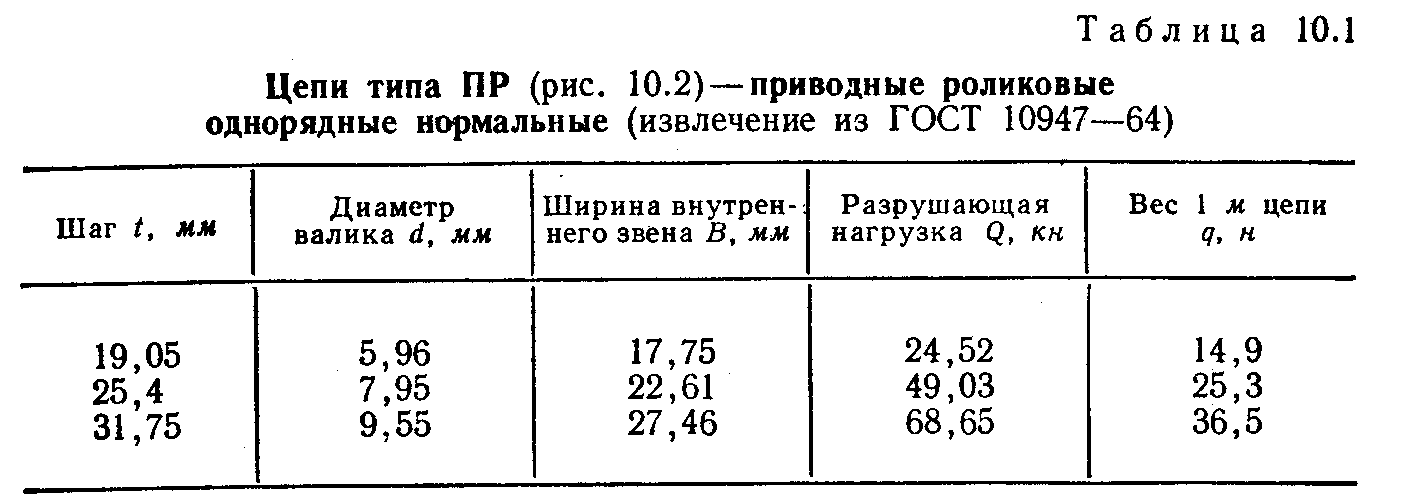 Таблица 10.1
Цепи типа ПР (рис. 10.2)—приводные роликовые
однорядные нормальные (извлечение из ГОСТ 10947—64)
Шаг t, мм
Диаметр
валика d, мм
Ширина внутрен-
него звена B, мм
Разрушающая
нагрузка Q, кн
Вес 1 м цепи
q, н
19,05 5,96 17,75 24,52 14,9
25,4 7,95 22,61 49,03 25,3
31,75 9,55 27,46 68,65 36,5